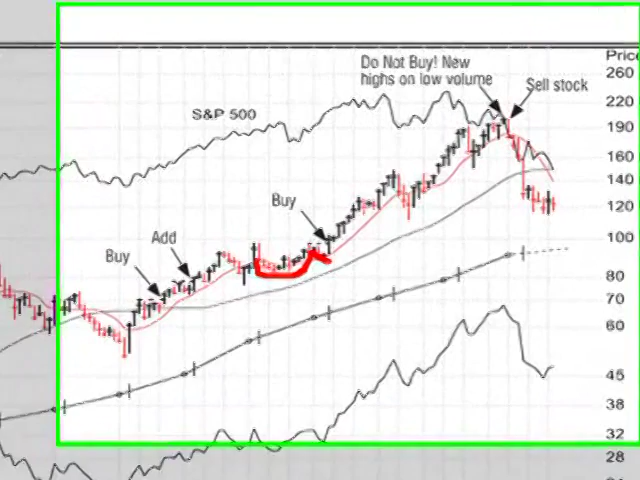 Do Not Buy! New
highs on low volume
Sell stock
S&P 500
Buy
Add
Buy
Price
260
220
190
160
140
120
100
80
70
60
45
38
32
28